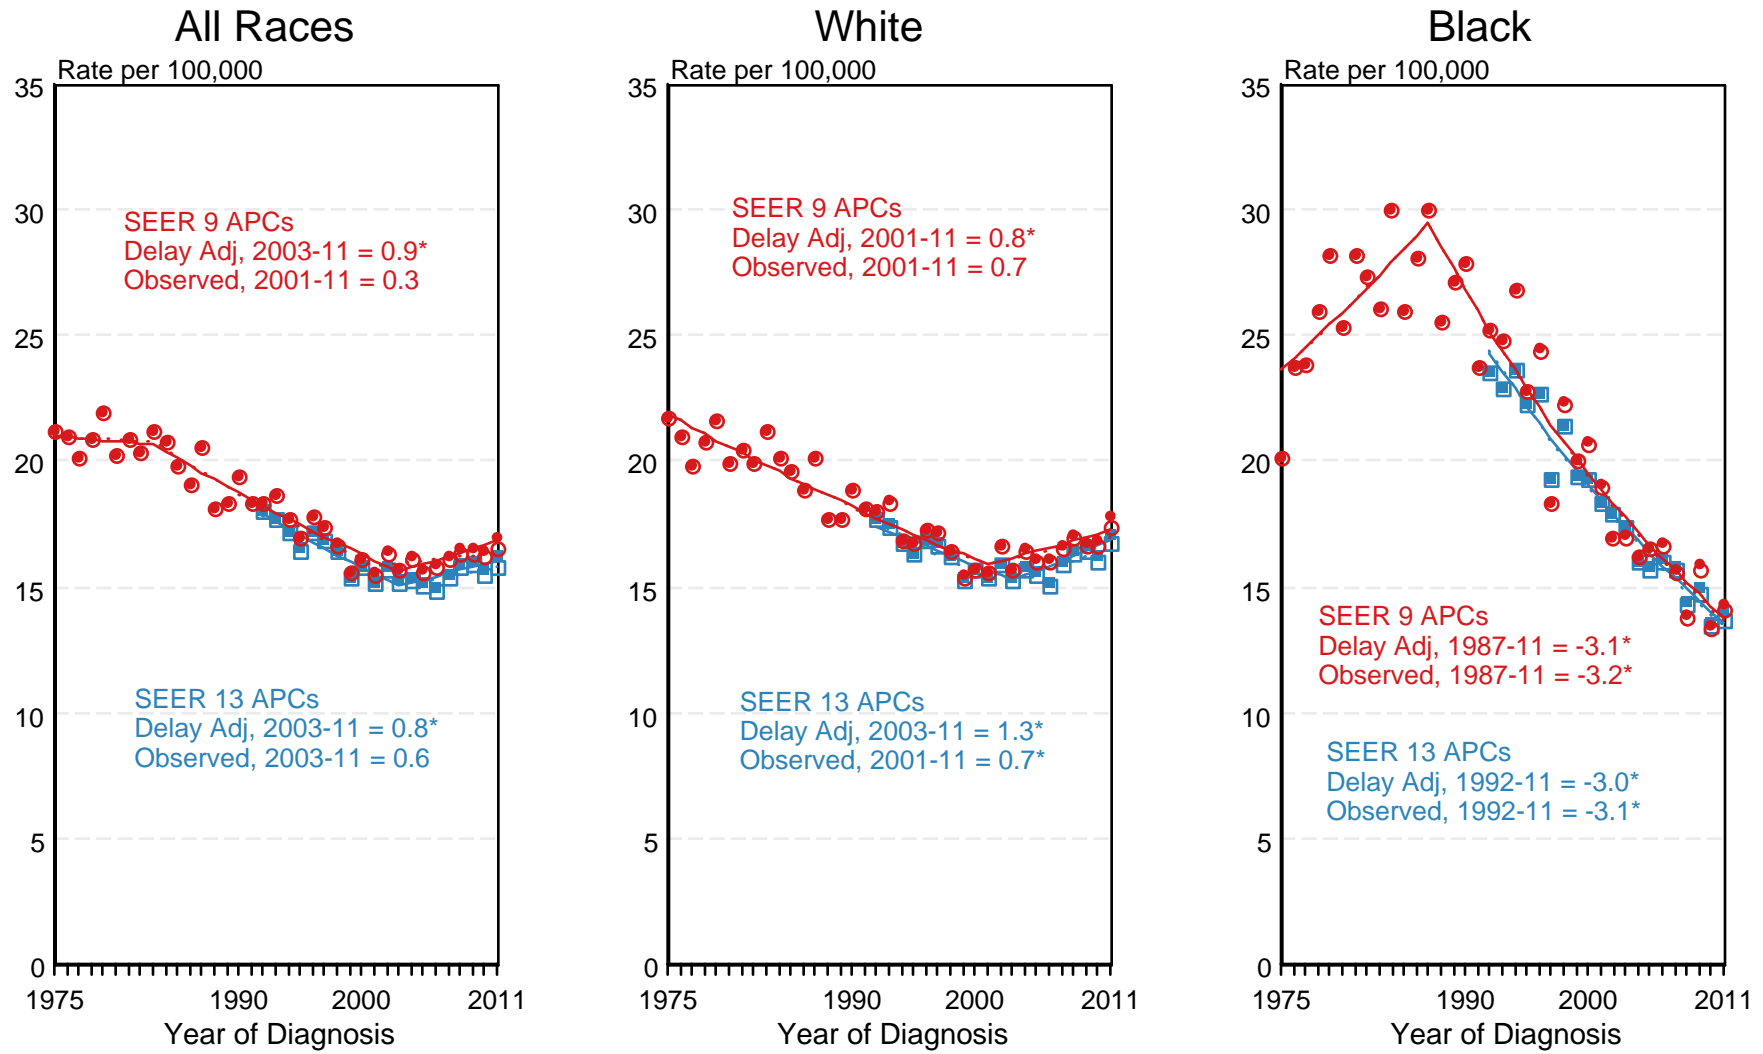 All Races
Rate per 100,000
35
30
25
20
15
10
5
0
SEER 9 APCs
Delay Adj, 2003-11 = 0.9*
Observed, 2001-11 = 0.3
SEER 13 APCs
Delay Adj, 2003-11 = 0.8*
Observed, 2003-11 = 0.6
1975 1990 2000 2011
Year of Diagnosis
White
Rate per 100,000
35
30
25
20
15
10
5
0
SEER 9 APCs
Delay Adj, 2001-11 = 0.8*
Observed, 2001-11 = 0.7
SEER 13 APCs
Delay Adj, 2003-11 = 1.3*
Observed, 2001-11 = 0.7*
1975 1990 2000 2011
Year of Diagnosis
Black
Rate per 100,000
35
30
25
20
15
10
5
0
SEER 9 APCs
Delay Adj, 1987-11 = -3.1*
Observed, 1987-11 = -3.2*
SEER 13 APCs
Delay Adj, 1992-11 = -3.0*
Observed, 1992-11 = -3.1*
1975 1990 2000 2011
Year of Diagnosis